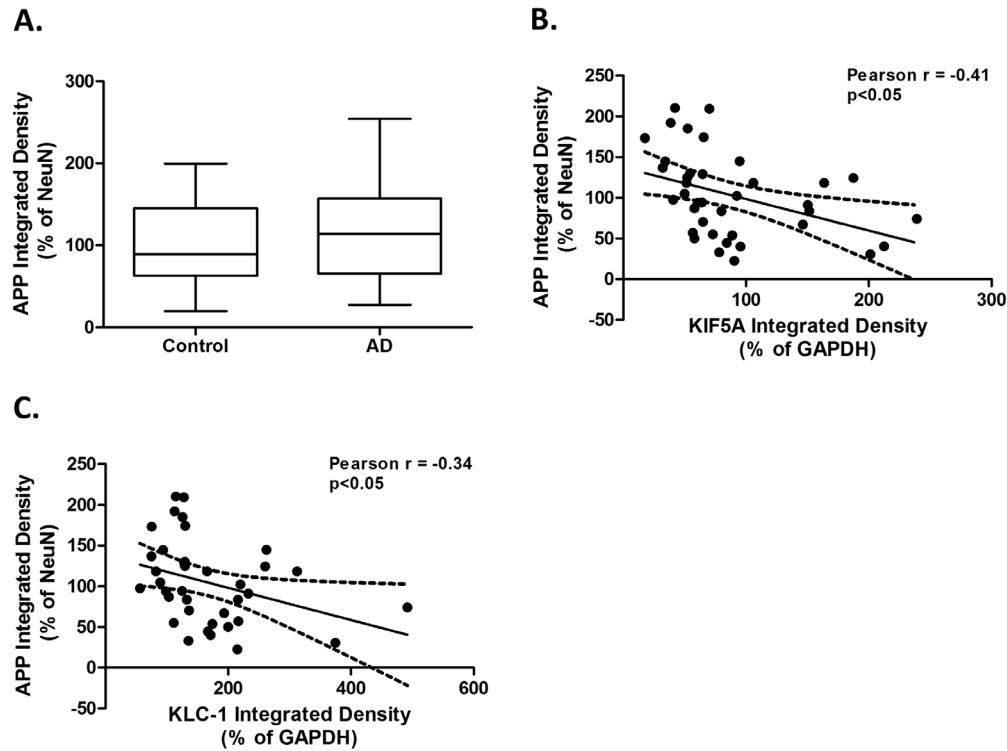 A.
APP Integrated Density
(% of NeuN)
300
200
100
0
Control
AD
B.
APP Integrated Density
(% of NeuN)
250
200
150
100
50
0
-50
Pearson r = -0.41
p<0.05
100
200
300
KIF5A Integrated Density
(% of GAPDH)
C.
APP Integrated Density
(% of NeuN)
250
200
150
100
50
0
-50
Pearson r = -0.34
p<0.05
200
400
600
KLC-1 Integrated Density
(% of GAPDH)